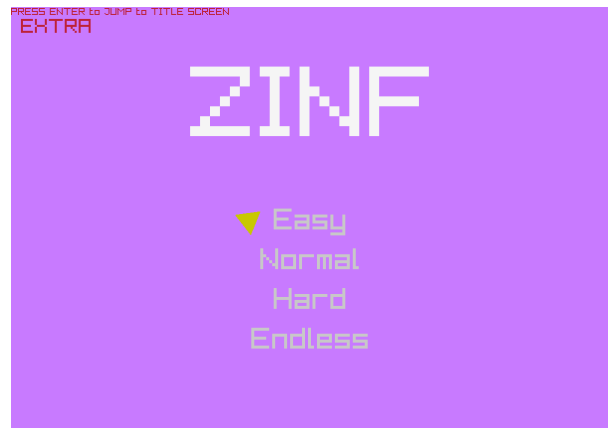 PRESS ENTER to JUMP to TITLE SCREEN
EXTRA
ZINF
Easy
Normal
Hard
Endless